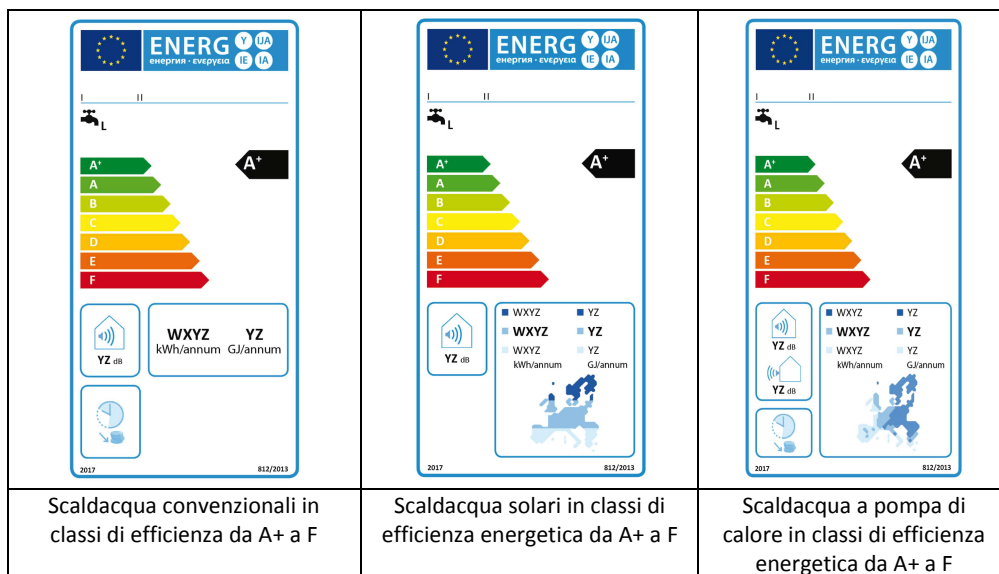 ENERG Y IJA
енергия · ενεργεια IE IA
I II
L
A+ A+
A
B
C
D
E
F
YZ dB
WXYZ YZ
kWh/annum GJ/annum
2017 812/2013
Scaldacqua convenzionali in
classi di efficienza da A+ a F
ENERG Y IJA
енергия · ενεργεια IE IA
I II
L
A+ A+
A
B
C
D
E
F
YZ dB
WXYZ YZ
WXYZ YZ
WXYZ YZ
kWh/annum GJ/annum
2017 812/2013
Scaldacqua solari in classi di
efficienza energetica da A+ a F
ENERG Y IJA
енергия · ενεργεια IE IA
I II
L
A+ A+
A
B
C
D
E
F
YZ dB
YZ dB
WXYZ YZ
WXYZ YZ
WXYZ YZ
kWh/annum GJ/annum
2017 812/2013
Scaldacqua a pompa di
calore in classi di efficienza
energetica da A+ a F